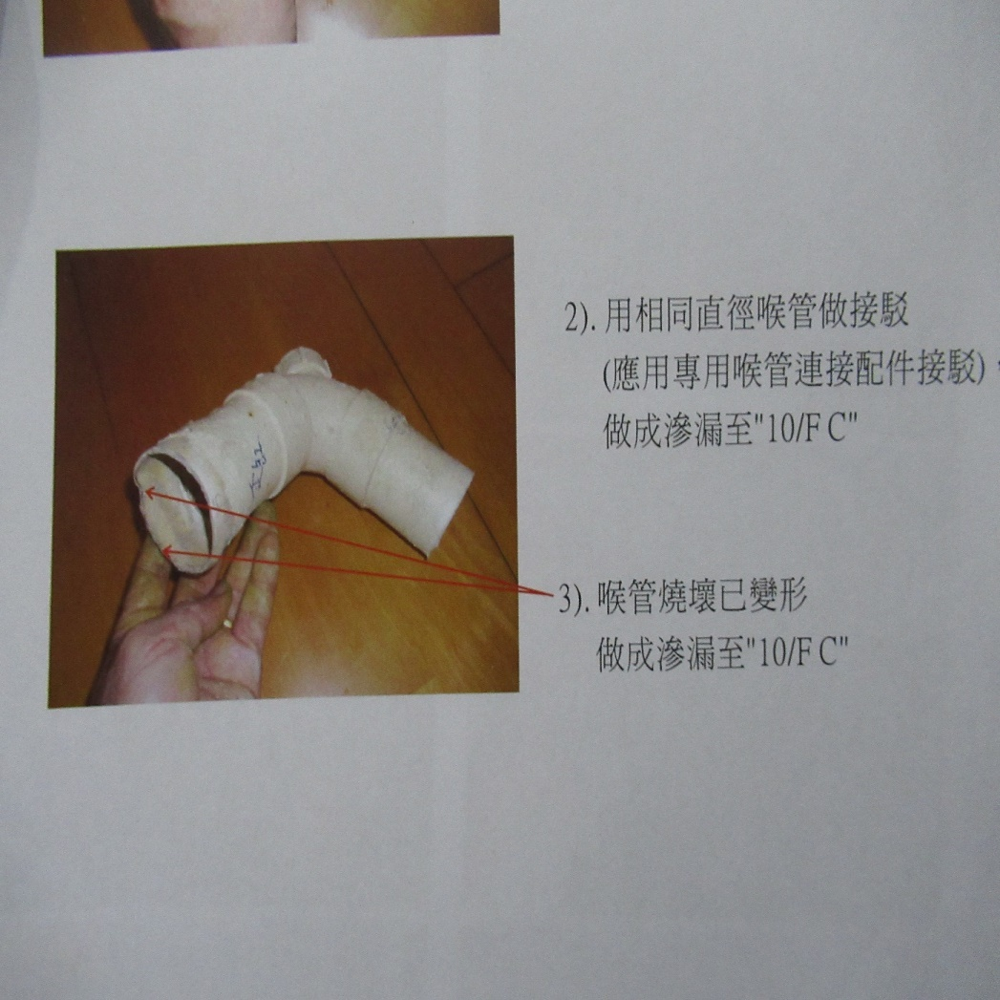 2). 用相同直徑喉管做接駁
(應用專用喉管連接配件接駁)
做成滲漏至"10/F C"
3). 喉管燒壞已變形
做成滲漏至"10/F C"